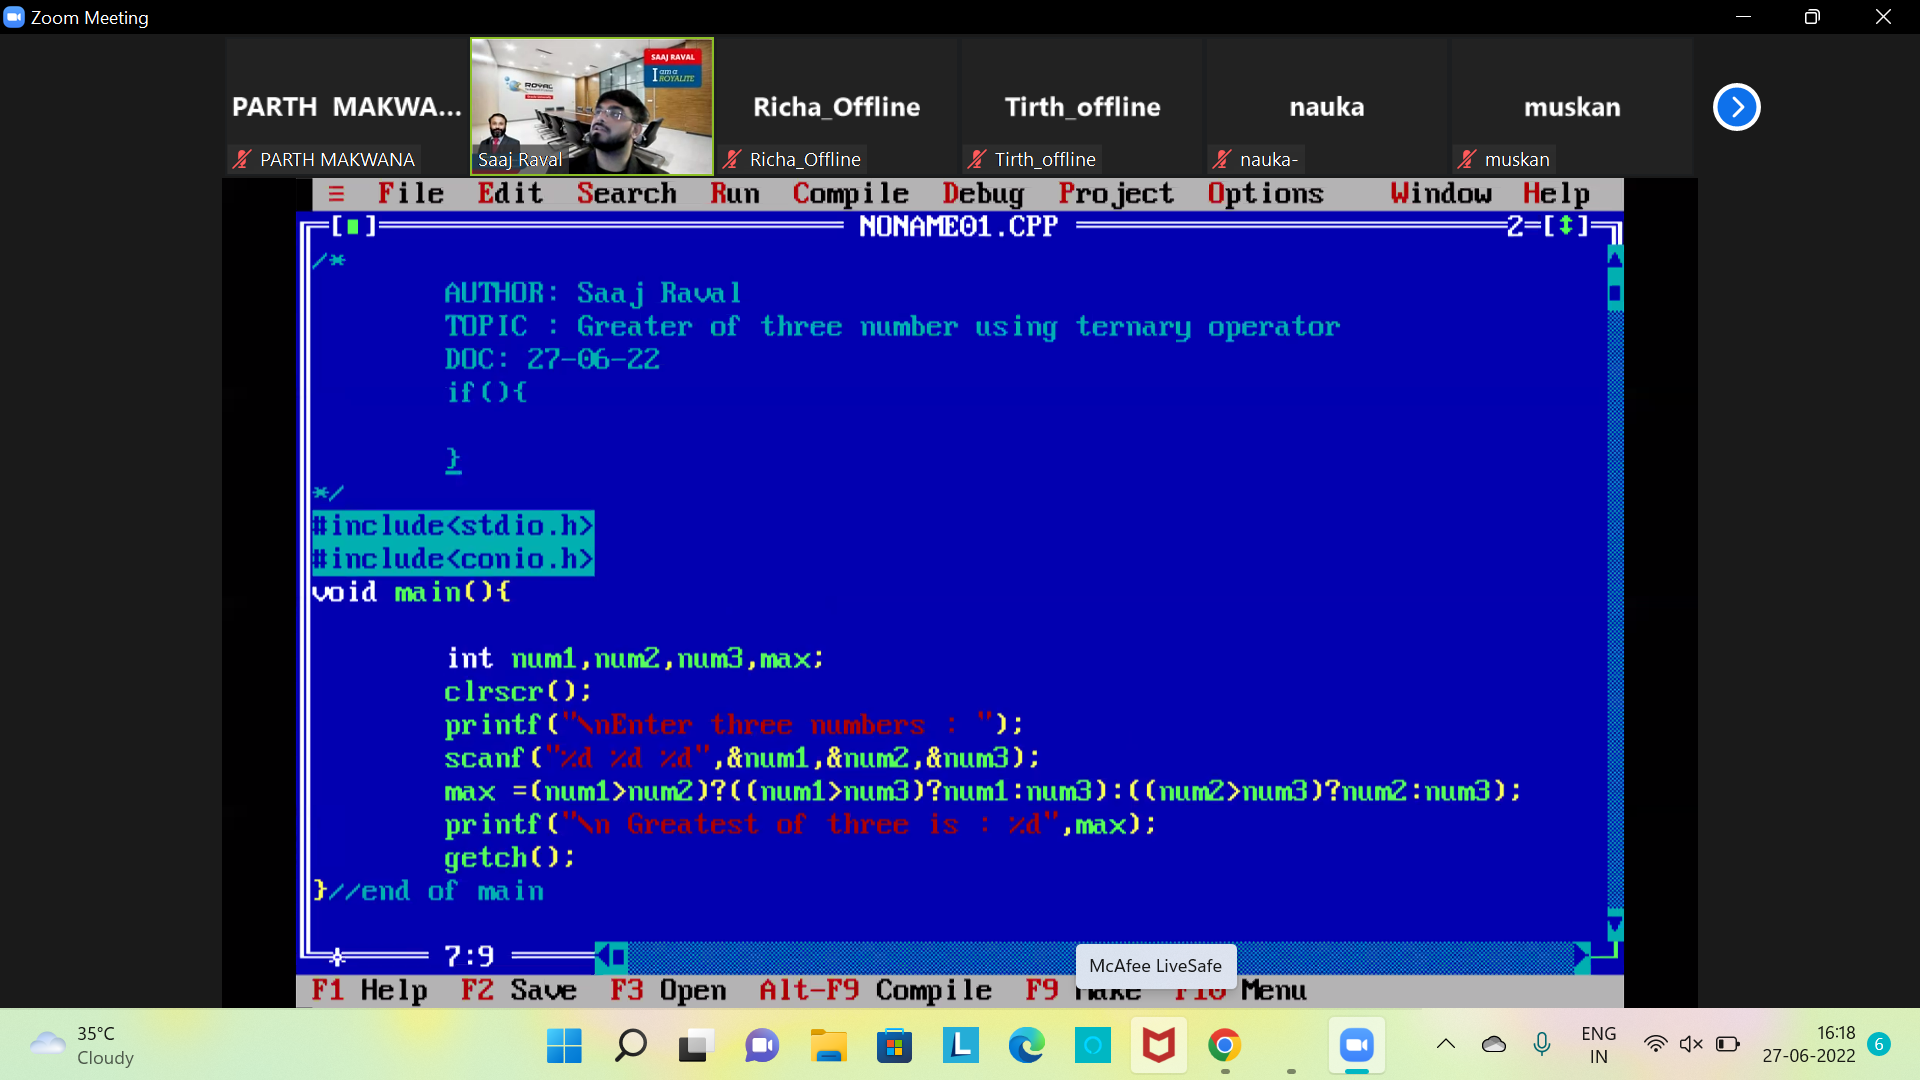 Zoom Meeting
PARTH MAKWA...
SAAJ RAVAL
I am a
ROYALITE
ROYAL
Richa_Offline
Tirth_offline
nauka
muskan
PARTH MAKWANA
Saaj Raval
Richa_Offline
Tirth_offline
nauka-
muskan
≡ File Edit Search Run Compile Debug Project Options Window Help
[■] NONAME01.CPP 2=[↕]
/*
AUTHOR: Saaj Raval
TOPIC : Greater of three number using ternary operator
DOC: 27-06-22
if(){
}
*/
#include<stdio.h>
#include<conio.h>
void main(){
int num1,num2,num3,max;
clrscr();
printf("\nEnter three numbers : ");
scanf("%d %d %d",&num1,&num2,&num3);
max =(num1>num2)?((num1>num3)?num1:num3):((num2>num3)?num2:num3);
printf("\n Greatest of three is : %d",max);
getch();
}//end of main
7:9
McAfee LiveSafe
F1 Help F2 Save F3 Open Alt-F9 Compile F9 Make F10 Menu
35°C
Cloudy
ENG
IN
16:18
27-06-2022
6